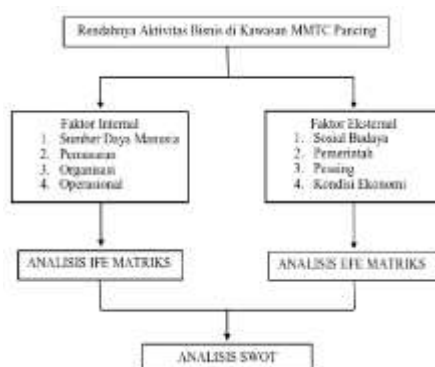 Rendahnya Aktivitas Bisnis di Kawasan MMTC Pancing
Faktor Internal
1. Sumber Daya Manusia
2. Pemasaran
3. Organisasi
4. Operasional
Faktor Eksternal
1. Sosial Budaya
2. Pemerintah
3. Pesaing
4. Kondisi Ekonomi
ANALISIS IFE MATRIKS
ANALISIS EFE MATRIKS
ANALISIS SWOT